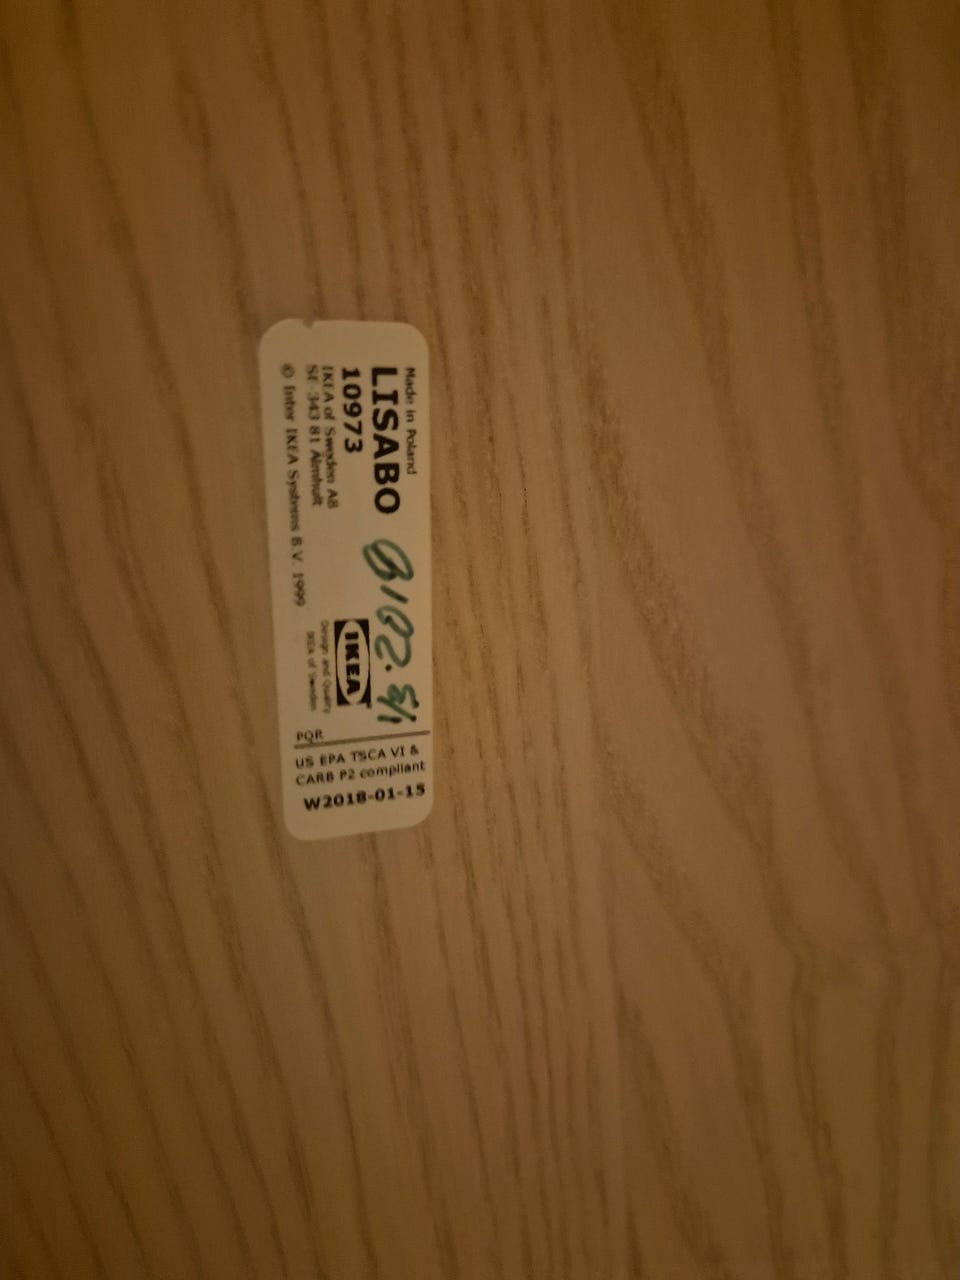 Made in Poland
LISABO
10973
IKEA of Sweden AB
SE-343 81 Älmhult
© Inter IKEA Systems B.V. 1999
IKEA
Design and Quality
IKEA of Sweden
PQR
US EPA TSCA VI &
CARB P2 compliant
W2018-01-15